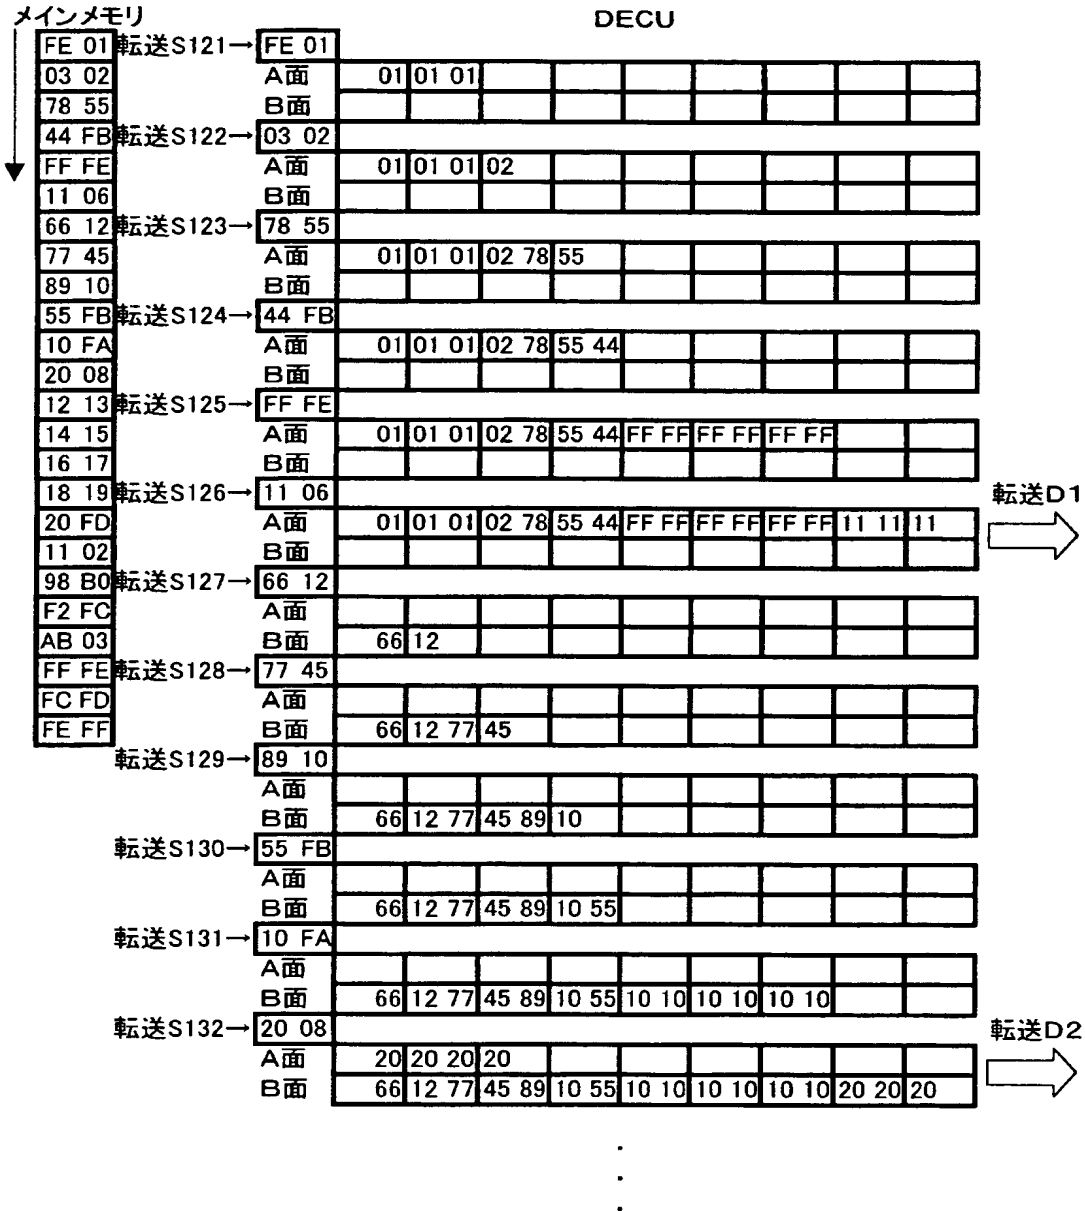 メインメモリ
DECU
FE 01 転送S121→ FE 01
03 02 A面 01 01 01
78 55 B面
44 FB 転送S122→ 03 02
FF FE A面 01 01 01 02
11 06 B面
66 12 転送S123→ 78 55
77 45 A面 01 01 01 02 78 55
89 10 B面
55 FB 転送S124→ 44 FB
10 FA A面 01 01 01 02 78 55 44
20 08 B面
12 13 転送S125→ FF FE
14 15 A面 01 01 01 02 78 55 44 FF FF FF FF FF FF
16 17 B面
18 19 転送S126→ 11 06 転送D1
20 FD A面 01 01 01 02 78 55 44 FF FF FF FF FF FF 11 11 11
11 02 B面
98 B0 転送S127→ 66 12
F2 FC A面
AB 03 B面 66 12
FF FE 転送S128→ 77 45
FC FD A面
FE FF B面 66 12 77 45
転送S129→ 89 10
A面
B面 66 12 77 45 89 10
転送S130→ 55 FB
A面
B面 66 12 77 45 89 10 55
転送S131→ 10 FA
A面
B面 66 12 77 45 89 10 55 10 10 10 10 10 10
転送S132→ 20 08 転送D2
A面 20 20 20 20
B面 66 12 77 45 89 10 55 10 10 10 10 10 10 20 20 20